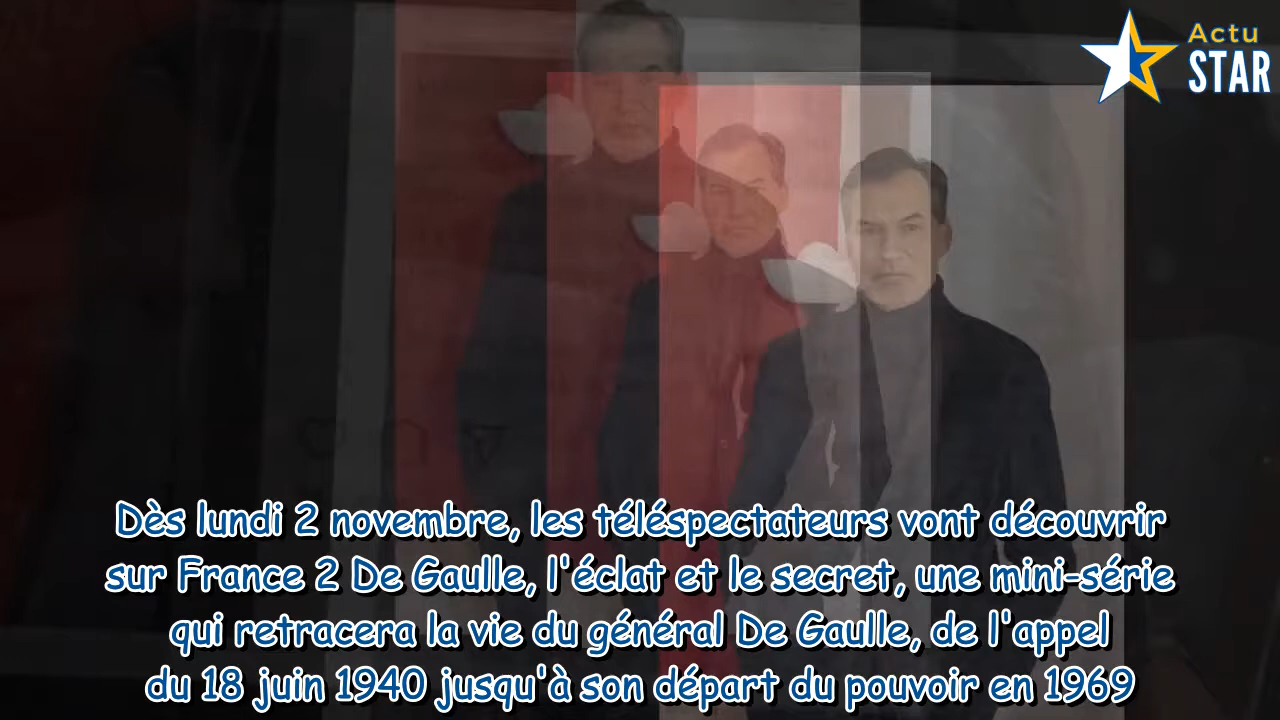 Actu
STAR
Dès lundi 2 novembre, les téléspectateurs vont découvrir
sur France 2 De Gaulle, l'éclat et le secret, une mini-série
qui retracera la vie du général De Gaulle, de l'appel
du 18 juin 1940 jusqu'à son départ du pouvoir en 1969